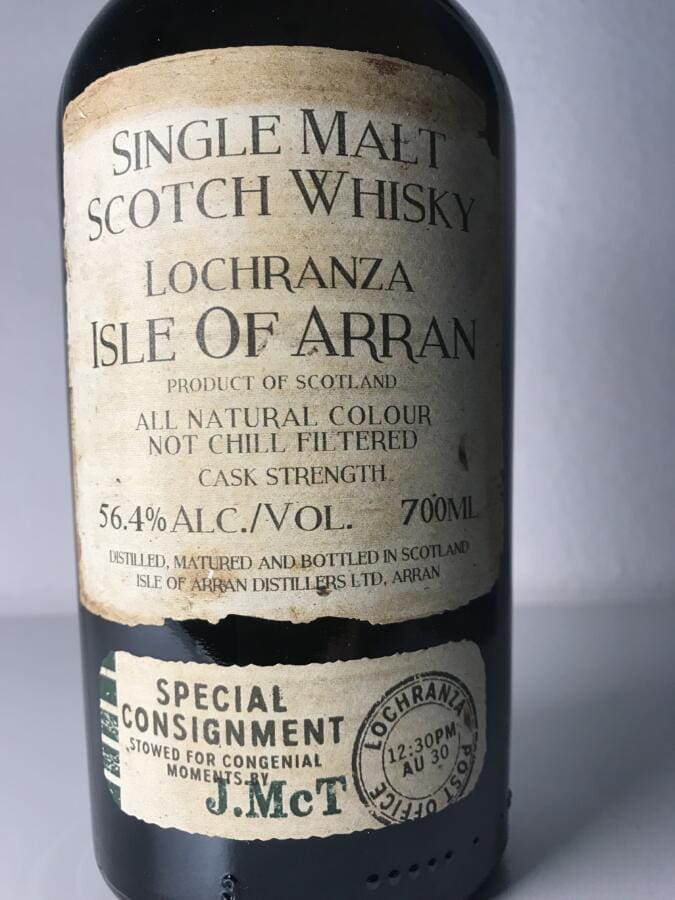 SINGLE MALT
SCOTCH WHISKY
LOCHRANZA
ISLE OF ARRAN
PRODUCT OF SCOTLAND
ALL NATURAL COLOUR
NOT CHILL FILTERED
CASK STRENGTH
56.4% ALC./VOL. 700ML
DISTILLED, MATURED AND BOTTLED IN SCOTLAND
ISLE OF ARRAN DISTILLERS LTD, ARRAN
SPECIAL
CONSIGNMENT
STOWED FOR CONGENIAL
MOMENTS BY
J.McT
LOCHRANZA
12:30PM
AU 30
POST OFFICE